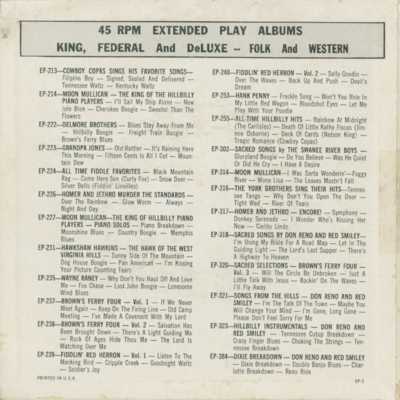 45 RPM EXTENDED PLAY ALBUMS
KING, FEDERAL And DeLUXE -- FOLK And WESTERN
EP-213—COWBOY COPAS SINGS HIS FAVORITE SONGS—
Filipino Boy — Signed, Sealed And Delivered —
Tennessee Waltz — Kentucky Waltz
EP-214—MOON MULLICAN — THE KING OF THE HILLBILLY
PIANO PLAYERS — I'll Sail My Ship Alone — New
Jole Blon — Cherokee Boogie — Sweeter Than The
Flowers
EP-222—DELMORE BROTHERS — Blues Stay Away From Me
— Hillbilly Boogie — Freight Train Boogie —
Brown's Ferry Blues
EP-223—GRANDPA JONES — Old Rattler — It's Raining Here
This Morning — Fifteen Cents Is All I Got — Moun-
tain Dew
EP-224—ALL TIME FIDDLE FAVORITES — Black Mountain
Rag — Come Here Son (Curly Fox) — Snow Deer —
Silver Bells (Fiddlin' Linvilles)
EP-226—HOMER AND JETHRO MURDER THE STANDARDS —
Over The Rainbow — Glow Worm — Always —
Night And Day
EP-227—MOON MULLICAN—THE KING OF HILLBILLY PIANO
PLAYERS — PIANO SOLOS — Piano Breakdown —
Moonshine Blues — Country Boogie — Memphis
Blues
EP-231—HAWKSHAW HAWKINS — THE HAWK OF THE WEST
VIRGINIA HILLS — Sunny Side Of The Mountain —
Dog House Boogie — Pan American — I'm Kissing
Your Picture Counting Tears
EP-235—WAYNE RANEY — Why Don't You Haul Off And Love
Me — Fox Chase — Lost John Boogie — Lonesome
Wind Blues
EP-237—BROWN'S FERRY FOUR — Vol. 1 — If We Never
Meet Again — Keep On The Firing Line — Old Camp
Meeting — I've Made A Covenant With My Lord
EP-238—BROWN'S FERRY FOUR — Vol. 2 — Salvation Has
Been Brought Down — There's A Light Guiding Me
— Rock Of Ages Hide Thou Me — The Lord Is
Watching Over Me
EP-239—FIDDLIN' RED HERRON — Vol. 1 — Listen To The
Mocking Bird — Cripple Creek — Goodnight Waltz
— Soldier's Joy
PRINTED IN U.S.A.
EP-240—FIDDLIN' RED HERRON — Vol. 2 — Sally Goodin —
Over The Waves — Back Up And Push — Devil's
Dream
EP-253—HANK PENNY — Freckle Song — Won't You Ride In
My Little Red Wagon — Bloodshot Eyes — Let Me
Play With Your Poodle
EP-255—ALL-TIME HILLBILLY HITS — Rainbow At Midnight
(The Carlisles) — Death Of Little Kathy Fiscus (Jim-
mie Osborne) — Deck Of Cards (Nelson King) —
Tragic Romance (Cowboy Copas)
EP-302—SACRED SONGS by THE SWANEE RIVER BOYS —
Gloryland Boogie — Do You Believe — Was He Quiet
Or Did He Cry — I Have A Desire
EP-314—MOON MULLICAN — I Was Sorta Wonderin'—Foggy
River — Mona Lisa — The Leaves Mustn't Fall
EP-316—THE YORK BROTHERS SING THEIR HITS—Tennes-
see Tango — Why Don't You Open The Door —
Tight Wad — River Of Tears
EP-317—HOMER AND JETHRO — ENCORE! — Symphony —
Donkey Serenade — I Wonder Who's Kissing Her
Now — Cielito Lindo
EP-318—SACRED SONGS BY DON RENO AND RED SMILEY—
I'm Using My Bible For A Road Map — Let In The
Guiding Light — The Lord's Last Supper — There's
A Highway To Heaven
EP-320—SACRED SELECTIONS — BROWN'S FERRY FOUR —
Vol. 3 — Will The Circle Be Unbroken — Just A
Little Talk With Jesus — Rockin' On The Waves —
I'll Fly Away
EP-321—SONGS FROM THE HILLS — DON RENO AND RED
SMILEY — I'm The Talk Of The Town — Maybe You
Will Change Your Mind — I'm Gone, Long Gone —
Please Don't Feel Sorry For Me
EP-323—HILLBILLY INSTRUMENTALS — DON RENO AND
RED SMILEY — Tennessee Cutup Breakdown —
Crazy Finger Blues — Choking The Strings — Ten-
nessee Breakdown
EP-384—DIXIE BREAKDOWN — DON RENO AND RED SMILEY
— Dixie Breakdown — Double Banjo Blues — Char-
lotte Breakdown — Reno Ride
EP-1